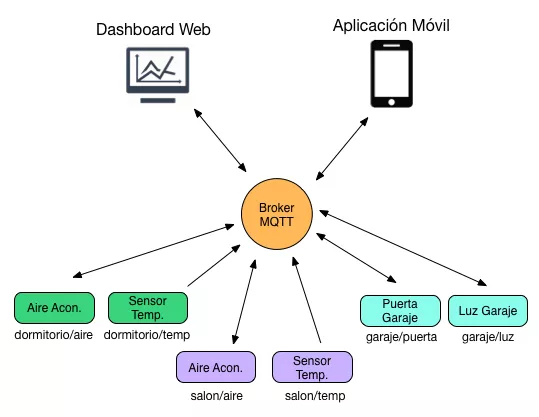 Dashboard Web
Aplicación Móvil
Broker
MQTT
Aire Acon.
Sensor
Temp.
Puerta
Garaje
Luz Garaje
dormitorio/aire
dormitorio/temp
garaje/puerta
garaje/luz
Aire Acon.
Sensor
Temp.
salon/aire
salon/temp